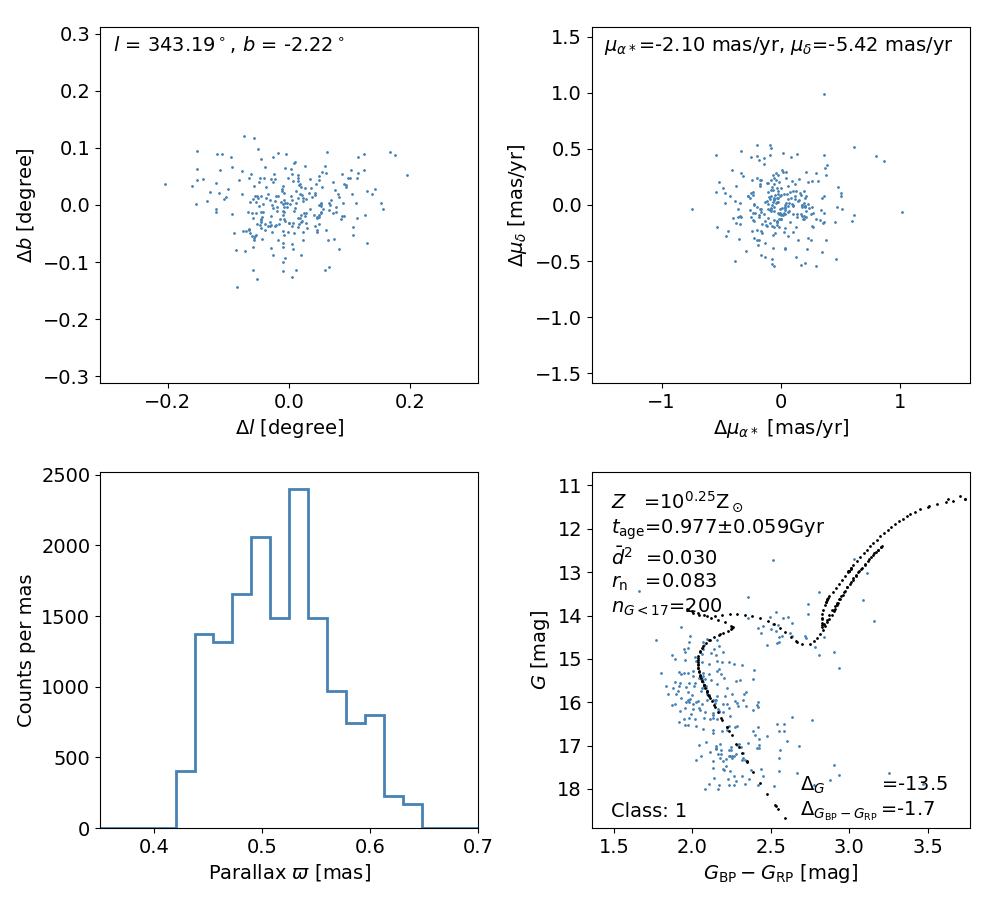 l = 343.19°, b = -2.22°
0.3
0.2
0.1
0.0
−0.1
−0.2
−0.3
Δb [degree]
−0.2 0.0 0.2
Δl [degree]
μα*=-2.10 mas/yr, μδ=-5.42 mas/yr
1.5
1.0
0.5
0.0
−0.5
−1.0
−1.5
Δμδ [mas/yr]
−1 0 1
Δμα* [mas/yr]
2500
2000
1500
1000
500
0
Counts per mas
0.4 0.5 0.6 0.7
Parallax ϖ [mas]
11
12
13
14
15
16
17
18
G [mag]
Z =10^0.25Z⊙
t_age=0.977±0.059Gyr
d̄² =0.030
r_n =0.083
n_G<17=200
Δ_G =-13.5
Δ_G_BP−G_RP=-1.7
Class: 1
1.5 2.0 2.5 3.0 3.5
G_BP − G_RP [mag]